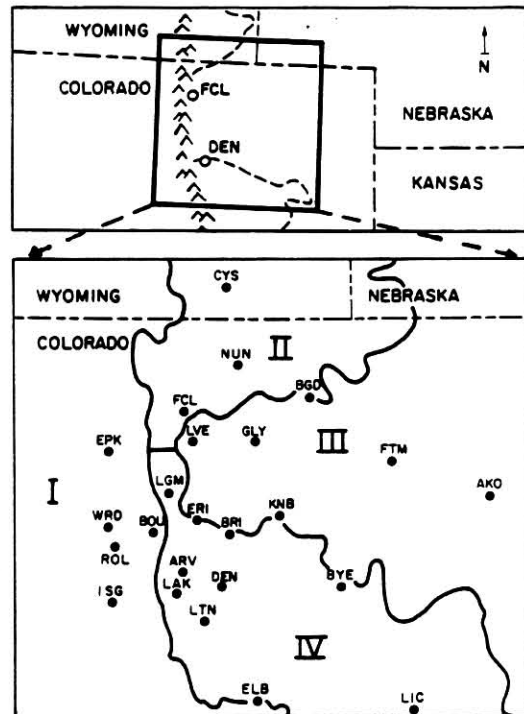 WYOMING
COLORADO
FCL
N
NEBRASKA
DEN
KANSAS
CYS
WYOMING
NEBRASKA
COLORADO
II
NUN
BGD
FCL
EPK
LVE
GLY
III
FTM
I
LGM
AKO
WRD
BOU
ERI
BRI
KNB
ROL
ARV
ISG
LAK
DEN
BYE
LTN
IV
ELB
LIC